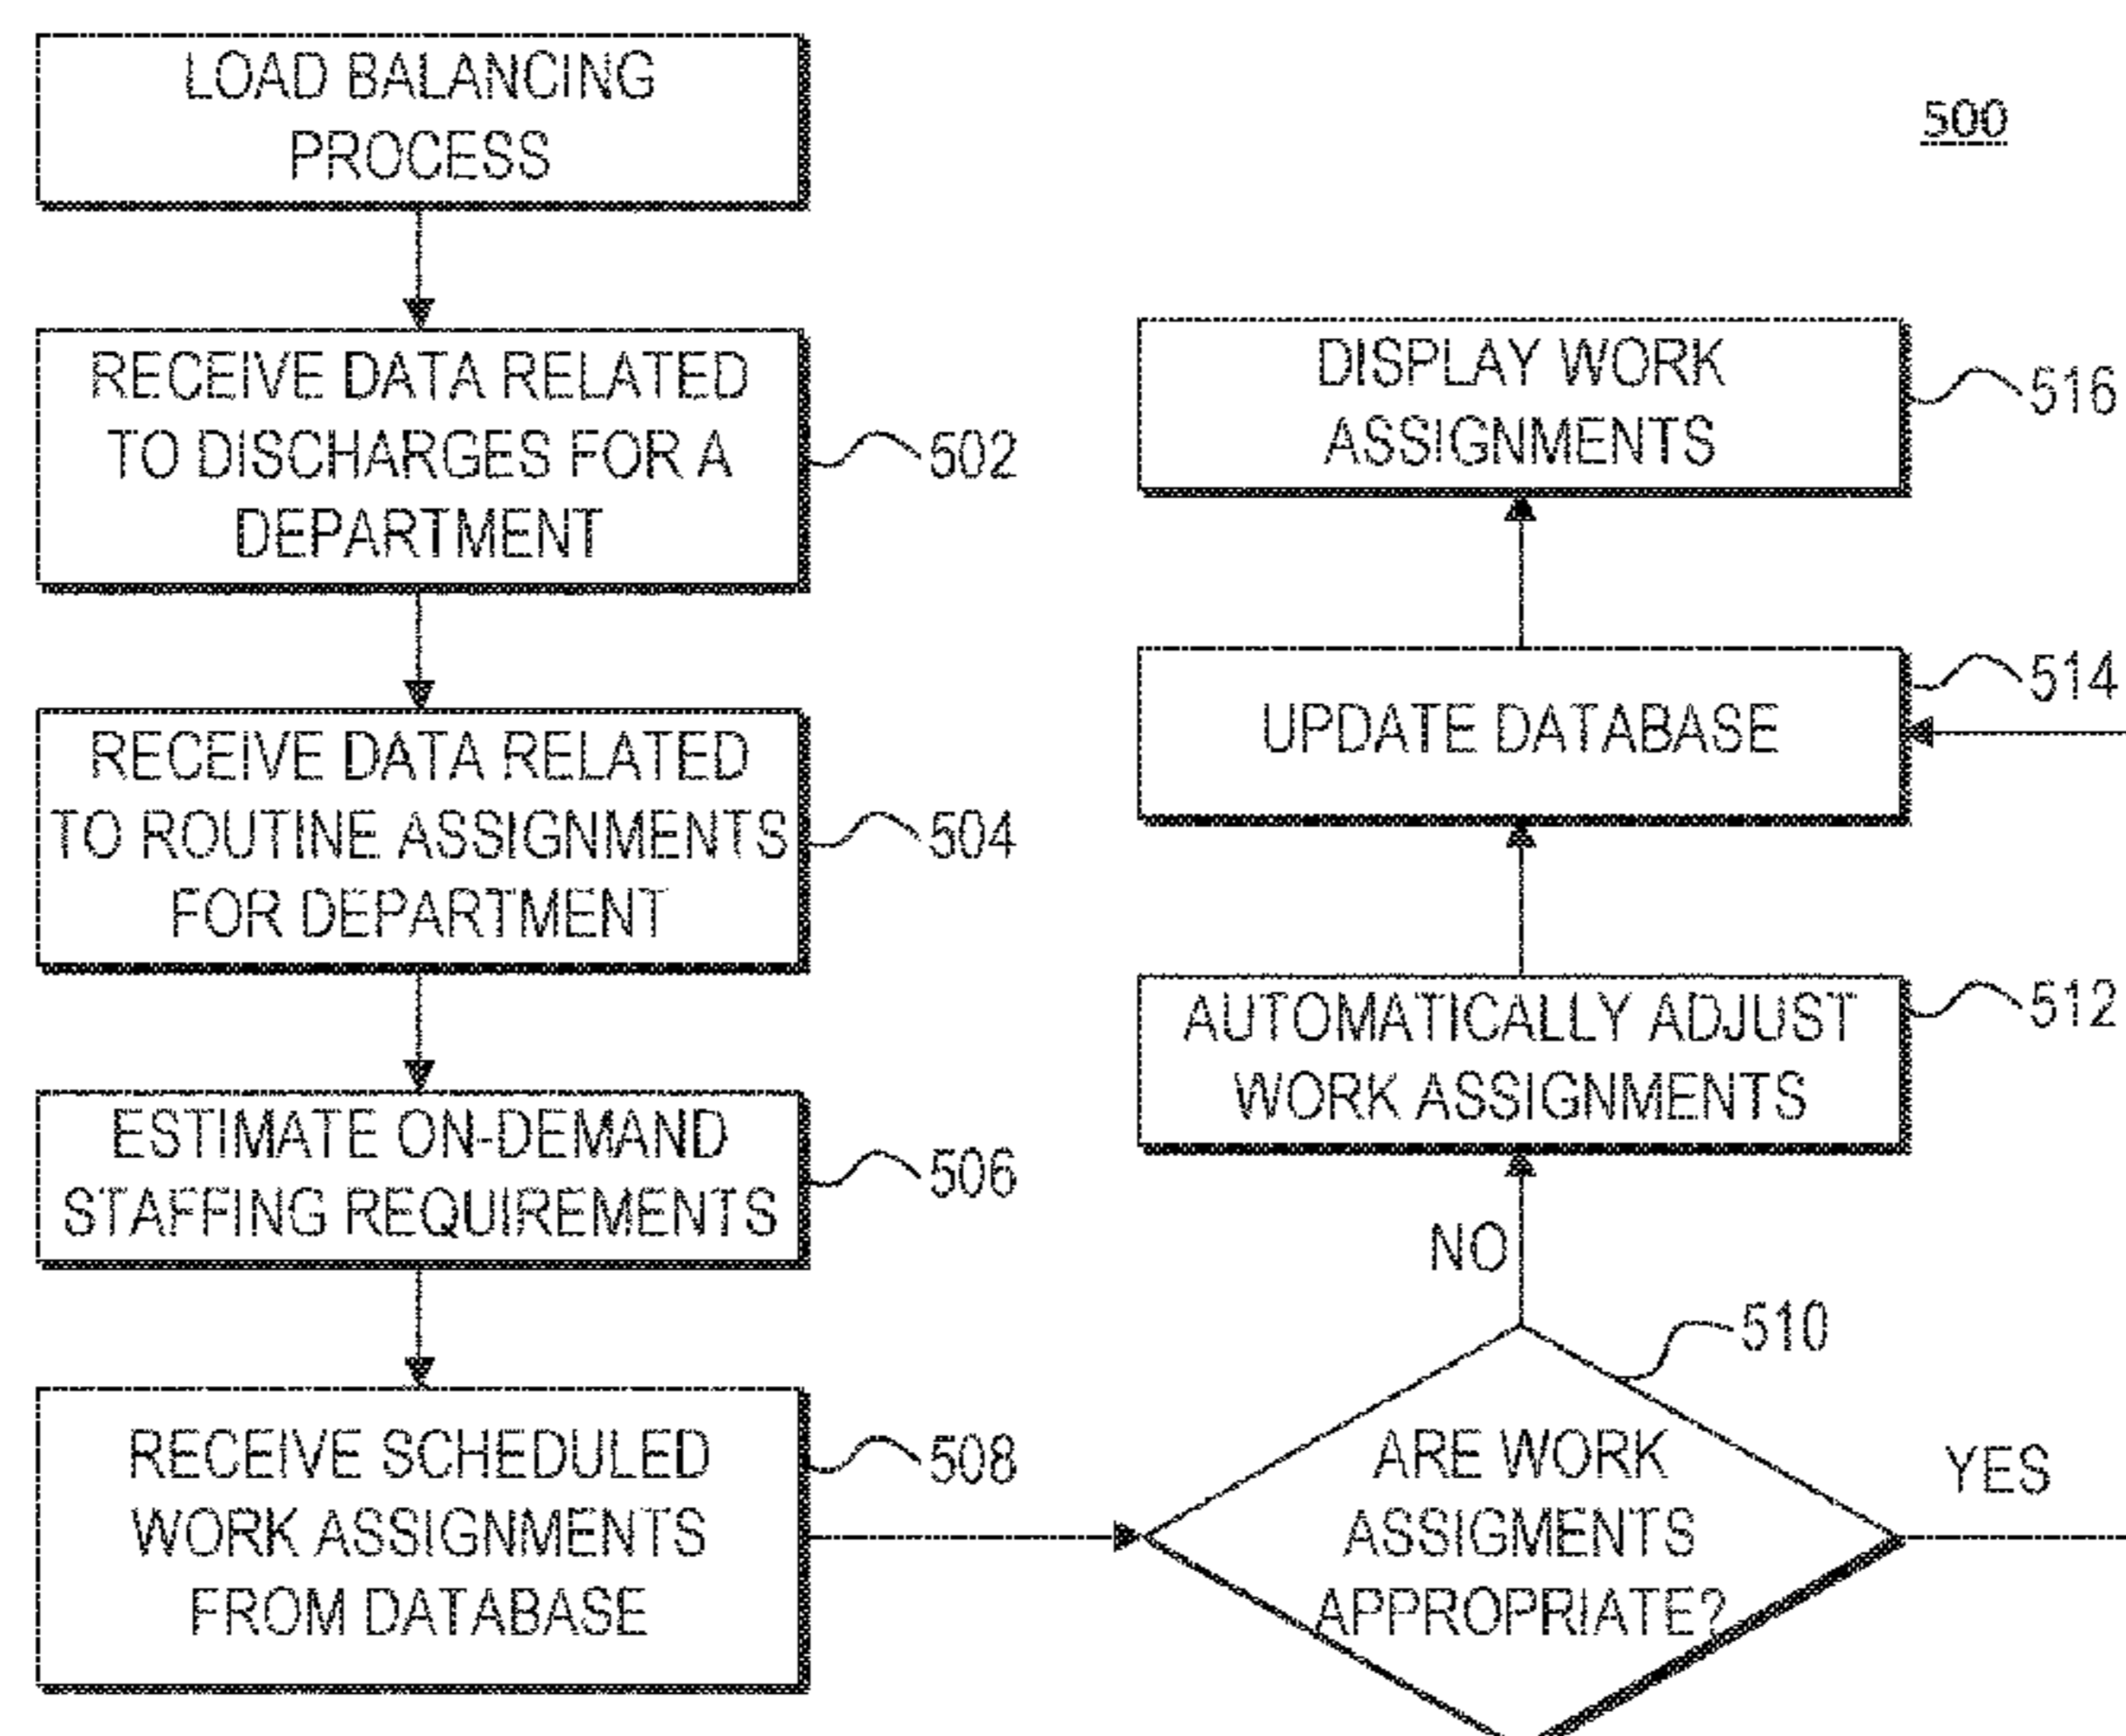 LOAD BALANCING
PROCESS
500
RECEIVE DATA RELATED
TO DISCHARGES FOR A
DEPARTMENT
502
RECEIVE DATA RELATED
TO ROUTINE ASSIGNMENTS
FOR DEPARTMENT
504
ESTIMATE ON-DEMAND
STAFFING REQUIREMENTS
506
RECEIVE SCHEDULED
WORK ASSIGNMENTS
FROM DATABASE
508
ARE WORK
ASSIGMENTS
APPROPRIATE?
510
YES
NO
AUTOMATICALLY ADJUST
WORK ASSIGNMENTS
512
UPDATE DATABASE
514
DISPLAY WORK
ASSIGNMENTS
516